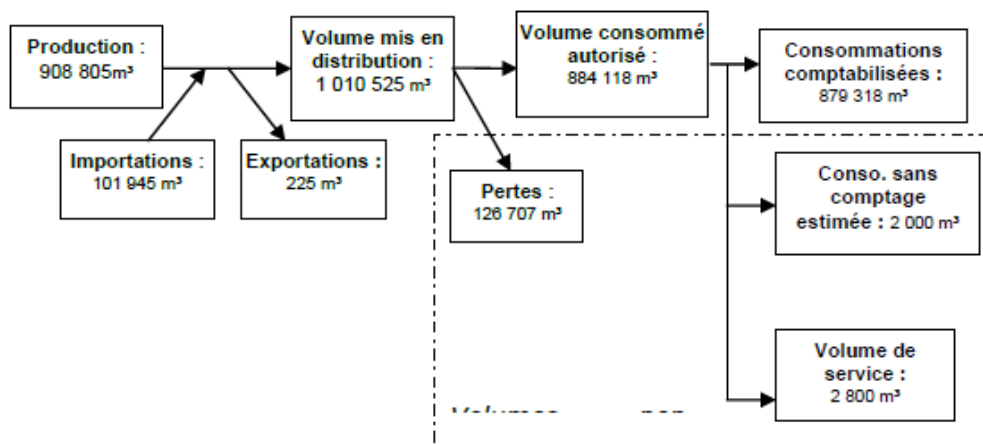 Production :
908 805m³
Volume mis en
distribution :
1 010 525 m³
Volume consommé
autorisé :
884 118 m³
Consommations
comptabilisées :
879 318 m³
Importations :
101 945 m³
Exportations :
225 m³
Pertes :
126 707 m³
Conso. sans
comptage
estimée : 2 000 m³
Volume de
service :
2 800 m³